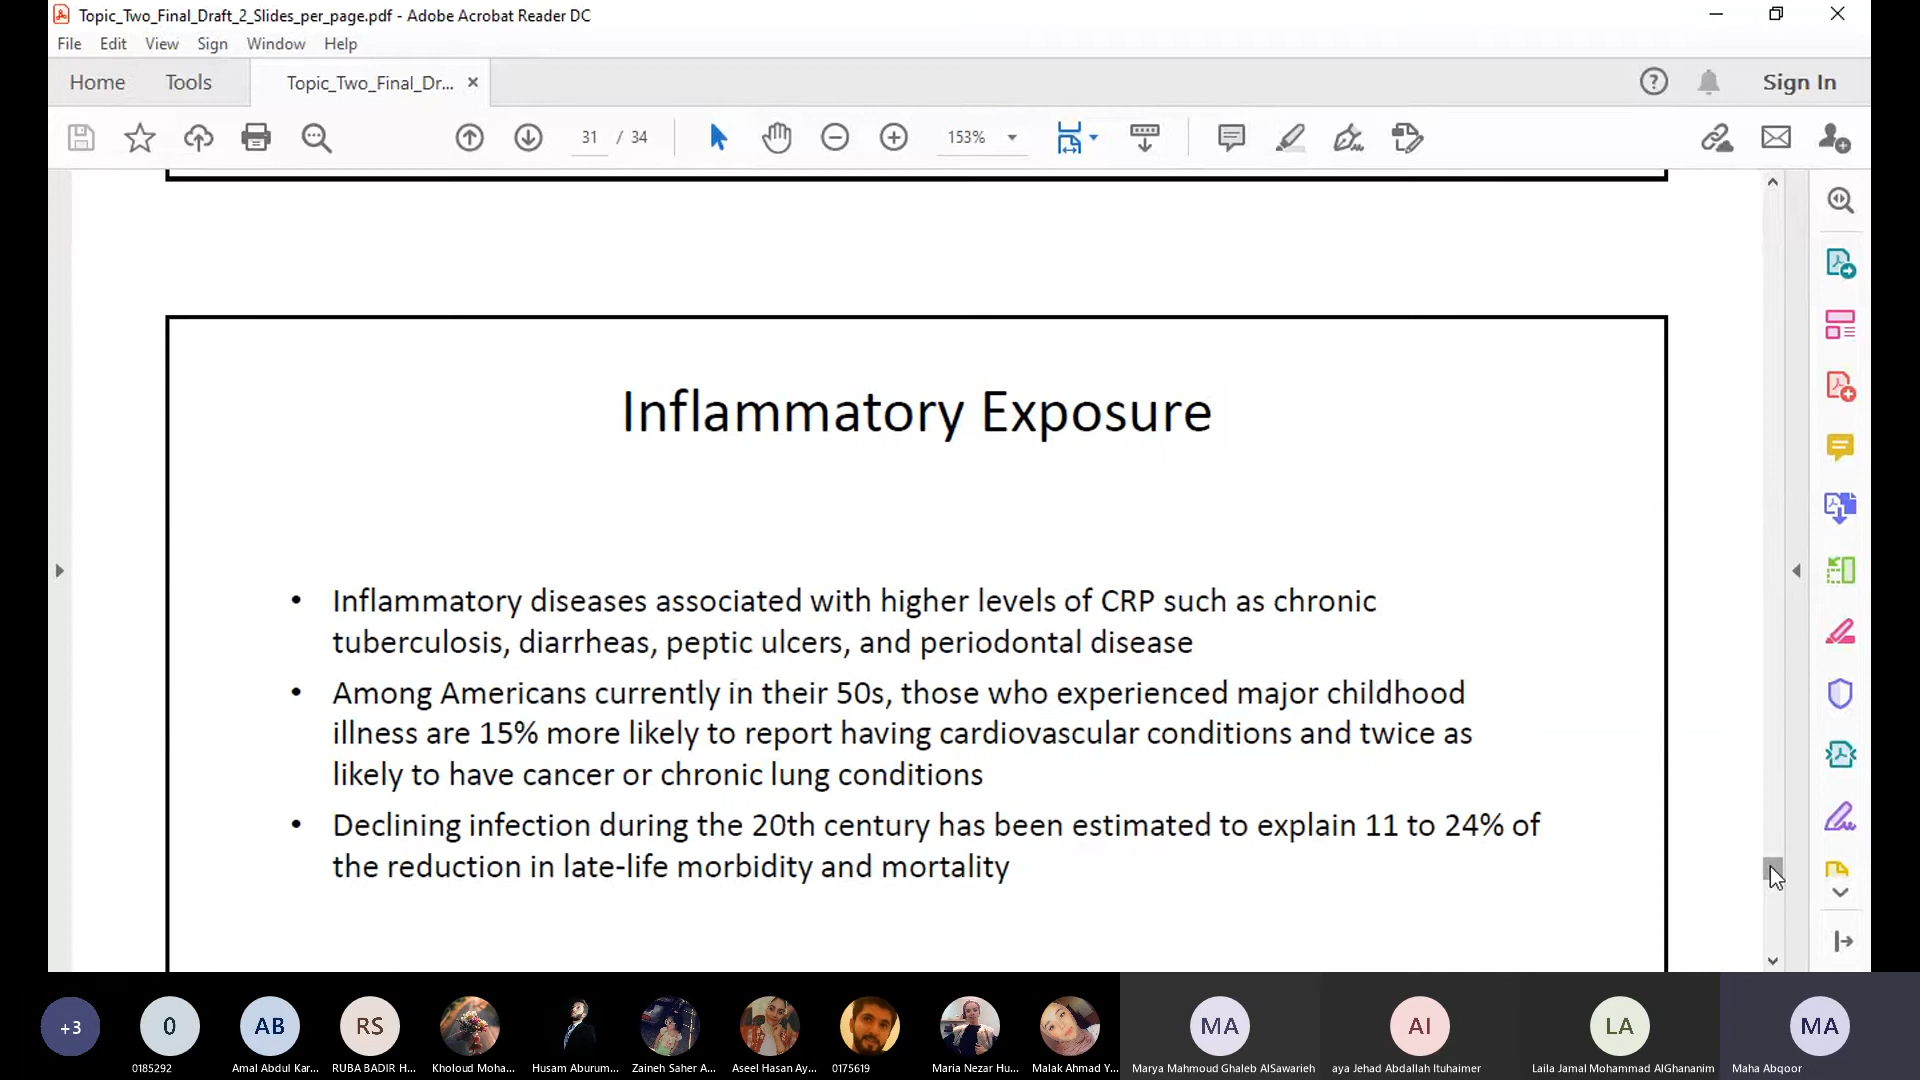 Topic_Two_Final_Draft_2_Slides_per_page.pdf - Adobe Acrobat Reader DC
File Edit View Sign Window Help
Home Tools Topic_Two_Final_Dr... × Sign In
31 / 34 153%
Inflammatory Exposure
• Inflammatory diseases associated with higher levels of CRP such as chronic
tuberculosis, diarrheas, peptic ulcers, and periodontal disease
• Among Americans currently in their 50s, those who experienced major childhood
illness are 15% more likely to report having cardiovascular conditions and twice as
likely to have cancer or chronic lung conditions
• Declining infection during the 20th century has been estimated to explain 11 to 24% of
the reduction in late-life morbidity and mortality
+3 0 AB RS MA AI LA MA
0185292 Amal Abdul Kar... RUBA BADIR H... Kholoud Moha... Husam Aburum... Zaineh Saher A... Aseel Hasan Ay... 0175619 Maria Nezar Hu... Malak Ahmad Y... Marya Mahmoud Ghaleb AlSawarieh aya Jehad Abdallah Ituhaimer Laila Jamal Mohammad AlGhananim Maha Abqoor